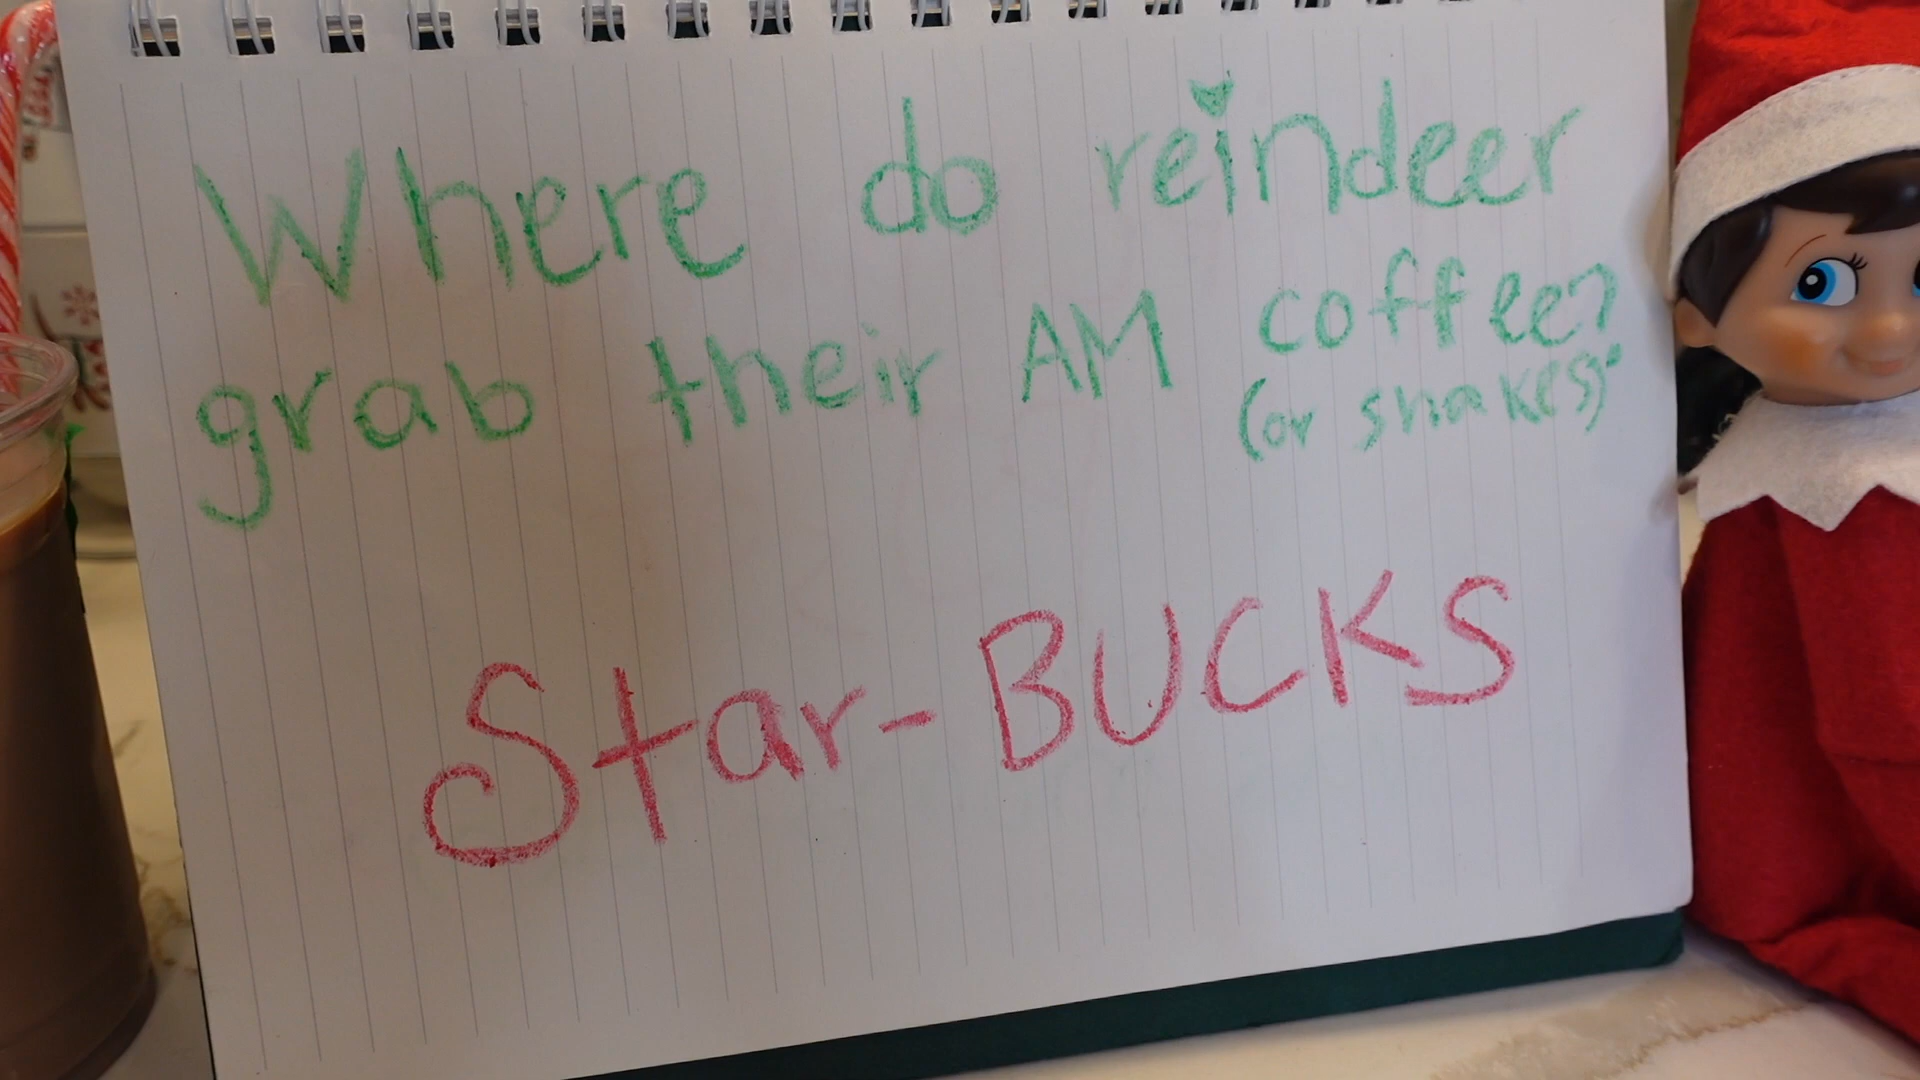 Where do reindeer
grab their AM coffee?
(or shakes)
Star-BUCKS